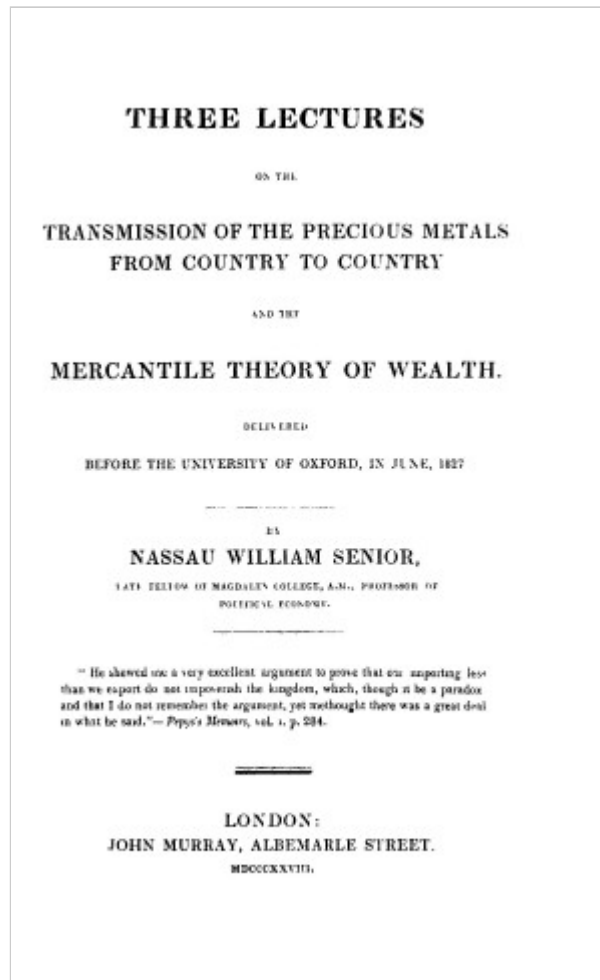 THREE LECTURES
ON THE
TRANSMISSION OF THE PRECIOUS METALS
FROM COUNTRY TO COUNTRY
AND THE
MERCANTILE THEORY OF WEALTH.
DELIVERED
BEFORE THE UNIVERSITY OF OXFORD, IN JUNE, 1827
BY
NASSAU WILLIAM SENIOR,
LATE FELLOW OF MAGDALEN COLLEGE, A.M., PROFESSOR OF
POLITICAL ECONOMY.
" He showed me a very excellent argument to prove that our importing less
than we export do not impoverish the kingdom, which, though it be a paradox
and that I do not remember the argument, yet methought there was a great deal
in what he said."— Pepys's Memoirs, vol. 1. p. 284.
LONDON:
JOHN MURRAY, ALBEMARLE STREET.
MDCCCXXVIII.